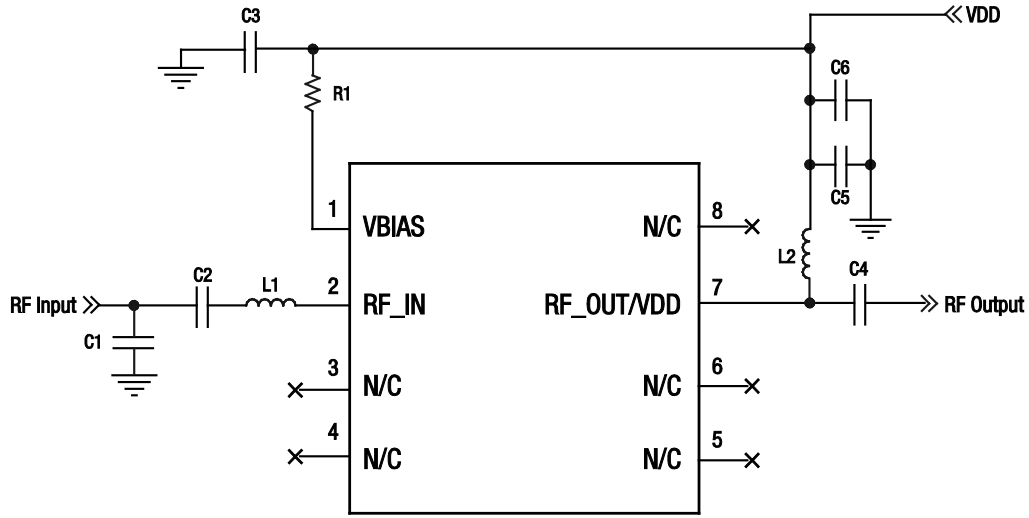 C3
VDD
C6
R1
C5
1
VBIAS
N/C
8
L2
C4
C2
L1
2
RF_IN
RF_OUT/VDD
7
RF Input
RF Output
C1
3
N/C
N/C
6
4
N/C
N/C
5